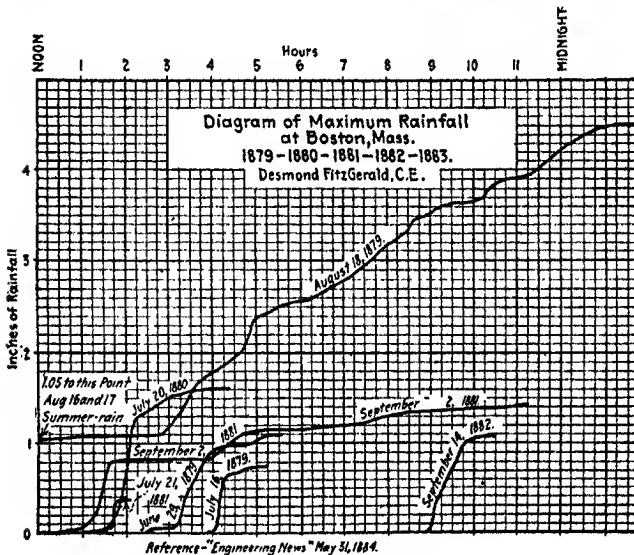 Hours
NOON 1 2 3 4 5 6 7 8 9 10 11 MIDNIGHT
Diagram of Maximum Rainfall
at Boston, Mass.
1879-1880-1881-1882-1883.
Desmond FitzGerald, C.E.
Inches of Rainfall
4
3
2
1
0
August 18, 1879.
1.05 to this Point
Aug 16 and 17
Summer-rain
July 20, 1880
September 2, 1881
September 2, 1881.
July 21,
1881
June 29, 1879
July 16, 1879.
September 14, 1882.
Reference-"Engineering News" May 31, 1884.